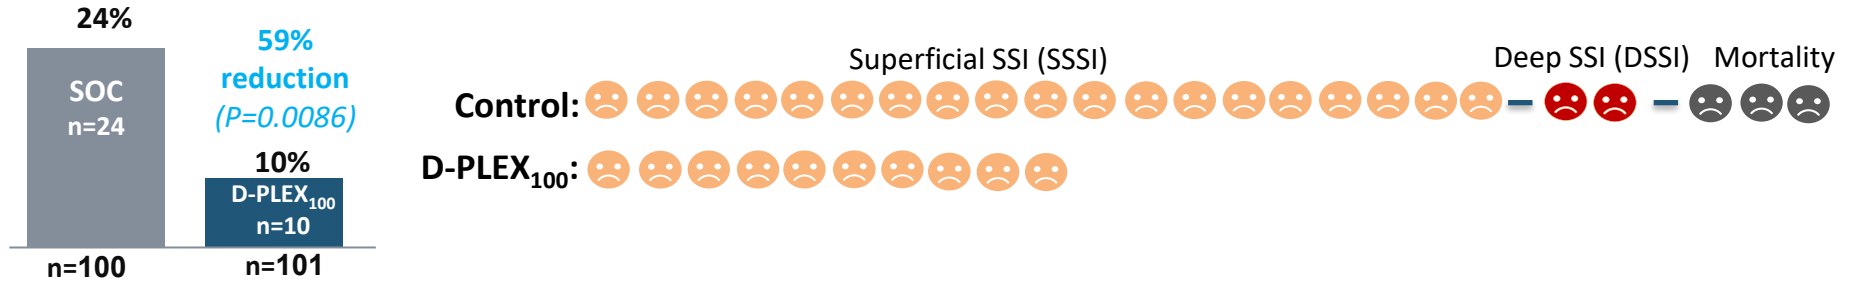 24%
SOC
n=24
59%
reduction
(P=0.0086)
10%
D-PLEX100
n=10
n=100
n=101
Superficial SSI (SSSI)
Deep SSI (DSSI)
Mortality
Control:
D-PLEX100: